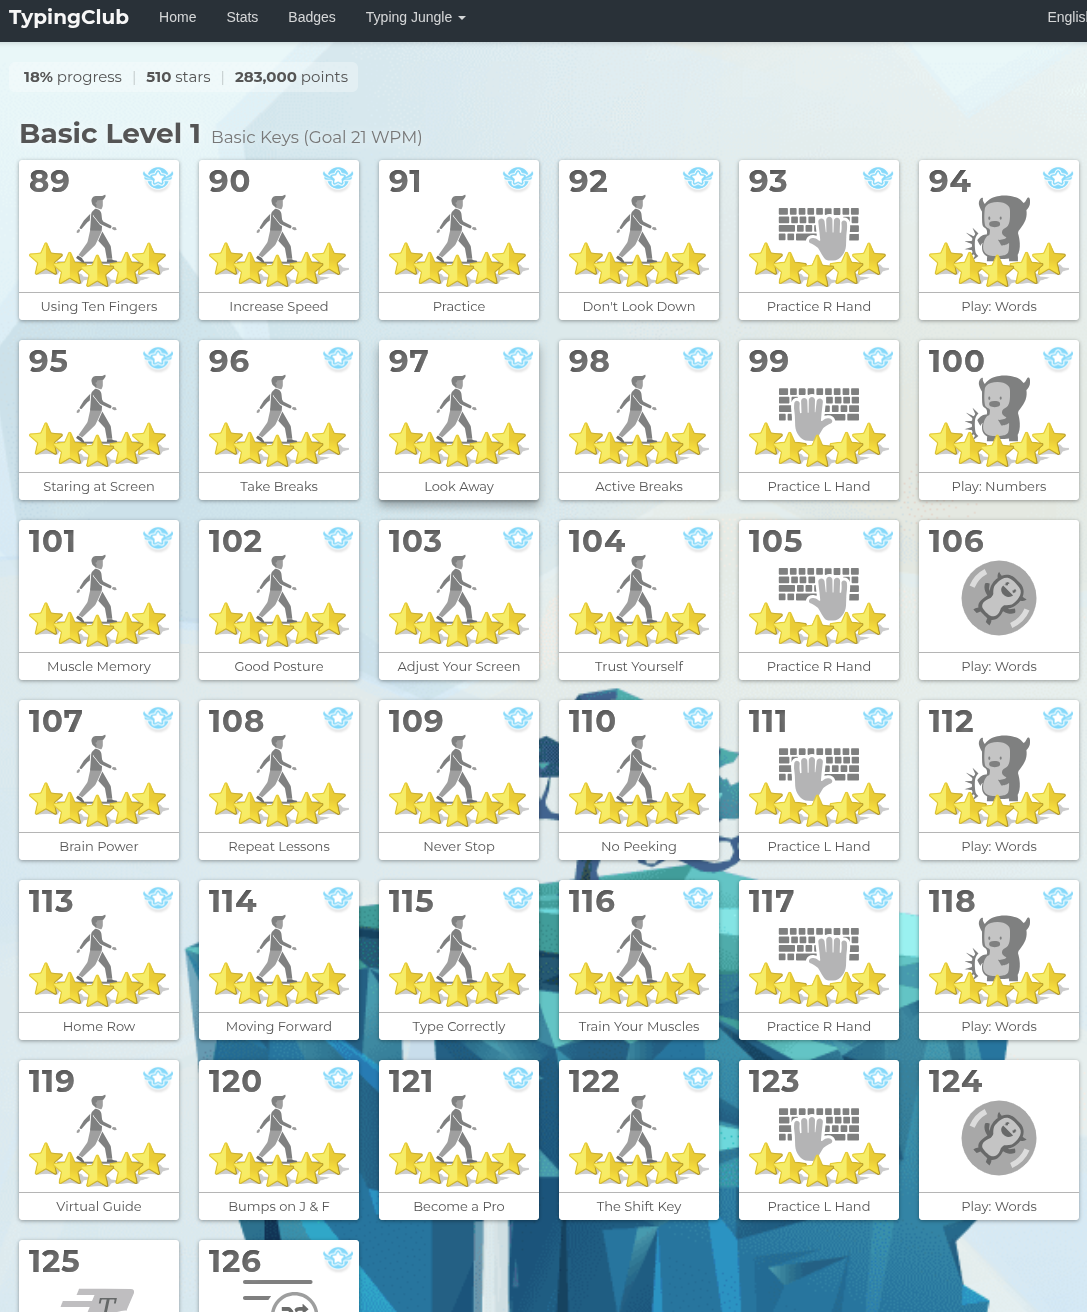 TypingClub Home Stats Badges Typing Jungle Englis
18% progress | 510 stars | 283,000 points
Basic Level 1 Basic Keys (Goal 21 WPM)
89 90 91 92 93 94
Using Ten Fingers Increase Speed Practice Don't Look Down Practice R Hand Play: Words
95 96 97 98 99 100
Staring at Screen Take Breaks Look Away Active Breaks Practice L Hand Play: Numbers
101 102 103 104 105 106
Muscle Memory Good Posture Adjust Your Screen Trust Yourself Practice R Hand Play: Words
107 108 109 110 111 112
Brain Power Repeat Lessons Never Stop No Peeking Practice L Hand Play: Words
113 114 115 116 117 118
Home Row Moving Forward Type Correctly Train Your Muscles Practice R Hand Play: Words
119 120 121 122 123 124
Virtual Guide Bumps on J & F Become a Pro The Shift Key Practice L Hand Play: Words
125 126
T